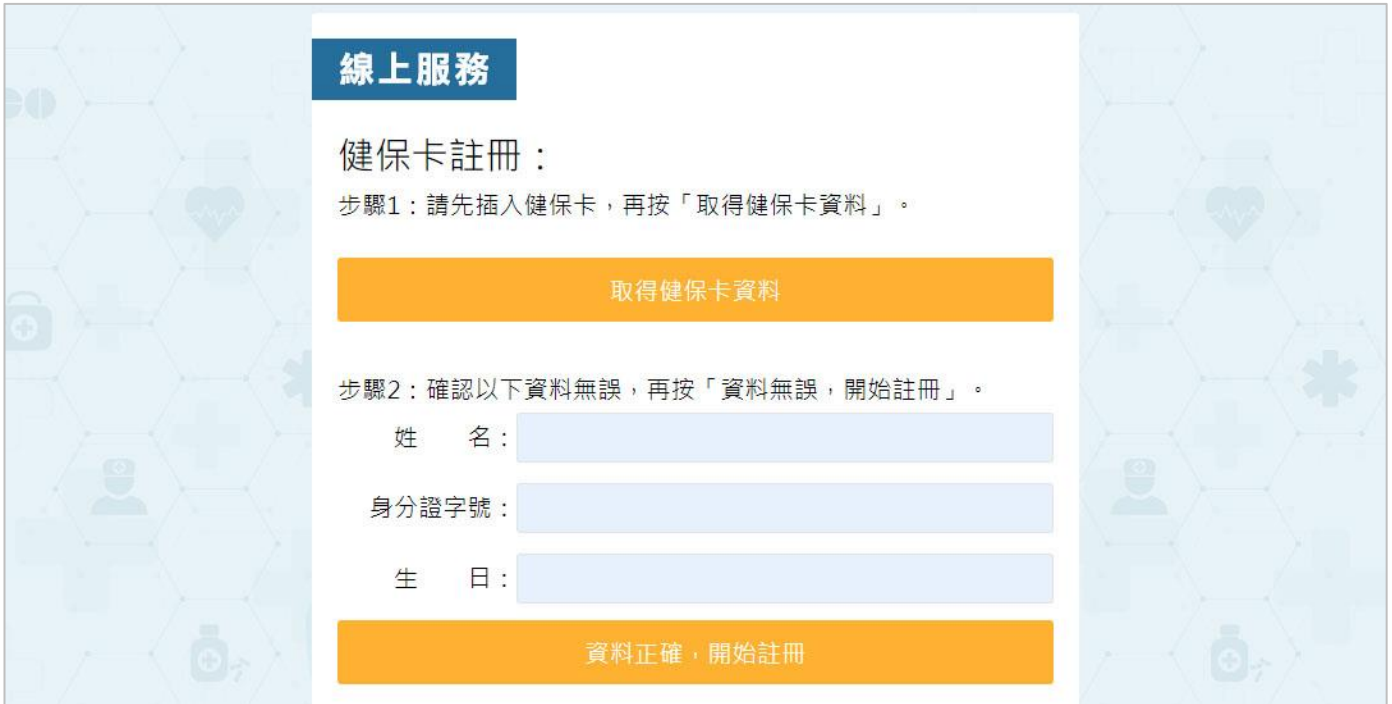 線上服務
健保卡註冊：
步驟1：請先插入健保卡，再按「取得健保卡資料」。
取得健保卡資料
步驟2：確認以下資料無誤，再按「資料無誤，開始註冊」。
姓　　名：
身分證字號：
生　　日：
資料正確，開始註冊